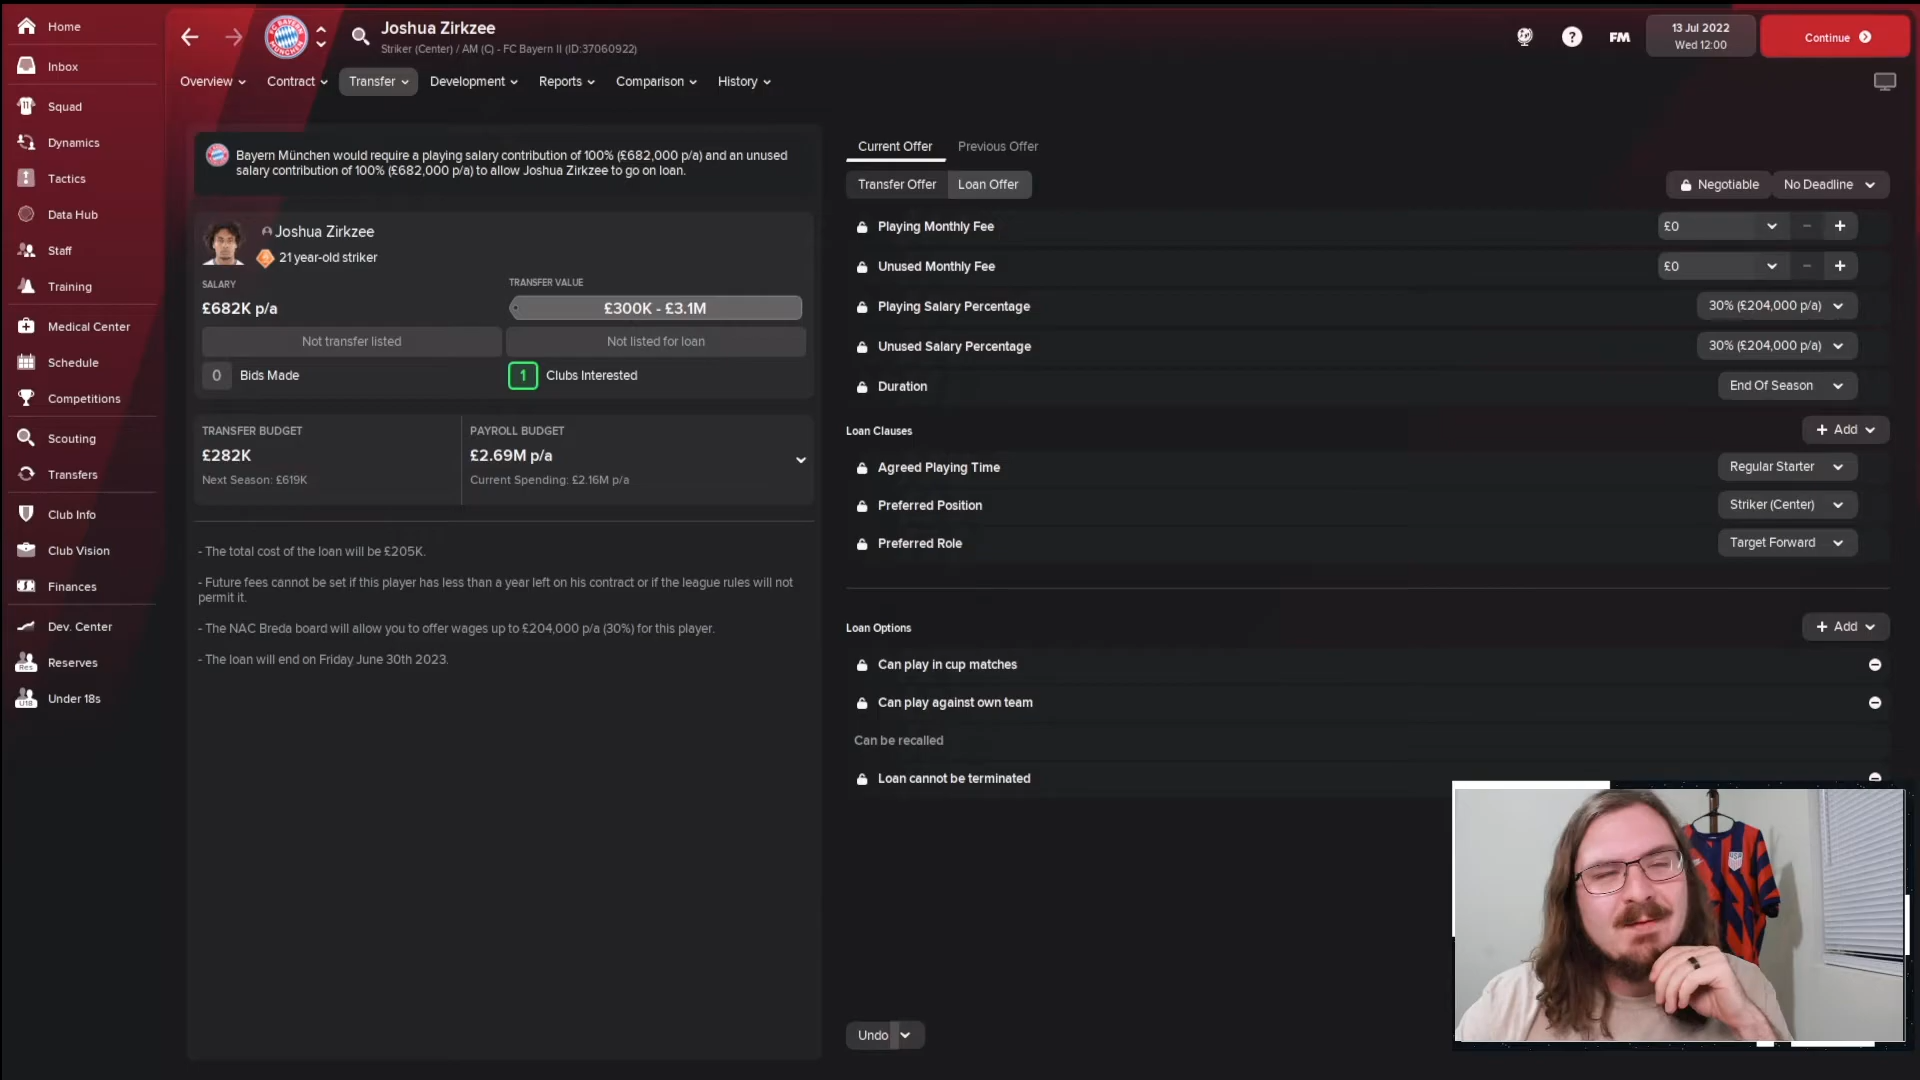 Home
Inbox
Squad
Dynamics
Tactics
Data Hub
Staff
Training
Medical Center
Schedule
Competitions
Scouting
Transfers
Club Info
Club Vision
Finances
Dev. Center
Res
Reserves
U18
Under 18s
Joshua Zirkzee
Striker (Center) / AM (C) - FC Bayern II (ID:37060922)
FM
13 Jul 2022
Wed 12:00
Continue
Overview
Contract
Transfer
Development
Reports
Comparison
History
Bayern München would require a playing salary contribution of 100% (£682,000 p/a) and an unused
salary contribution of 100% (£682,000 p/a) to allow Joshua Zirkzee to go on loan.
Joshua Zirkzee
21 year-old striker
SALARY
£682K p/a
TRANSFER VALUE
£300K - £3.1M
Not transfer listed
Not listed for loan
0 Bids Made
1 Clubs Interested
TRANSFER BUDGET
£282K
Next Season: £619K
PAYROLL BUDGET
£2.69M p/a
Current Spending: £2.16M p/a
- The total cost of the loan will be £205K.
- Future fees cannot be set if this player has less than a year left on his contract or if the league rules will not
permit it.
- The NAC Breda board will allow you to offer wages up to £204,000 p/a (30%) for this player.
- The loan will end on Friday June 30th 2023.
Current Offer
Previous Offer
Transfer Offer
Loan Offer
Negotiable
No Deadline
Playing Monthly Fee
£0
Unused Monthly Fee
£0
Playing Salary Percentage
30% (£204,000 p/a)
Unused Salary Percentage
30% (£204,000 p/a)
Duration
End Of Season
Loan Clauses
+ Add
Agreed Playing Time
Regular Starter
Preferred Position
Striker (Center)
Preferred Role
Target Forward
Loan Options
+ Add
Can play in cup matches
Can play against own team
Can be recalled
Loan cannot be terminated
Undo